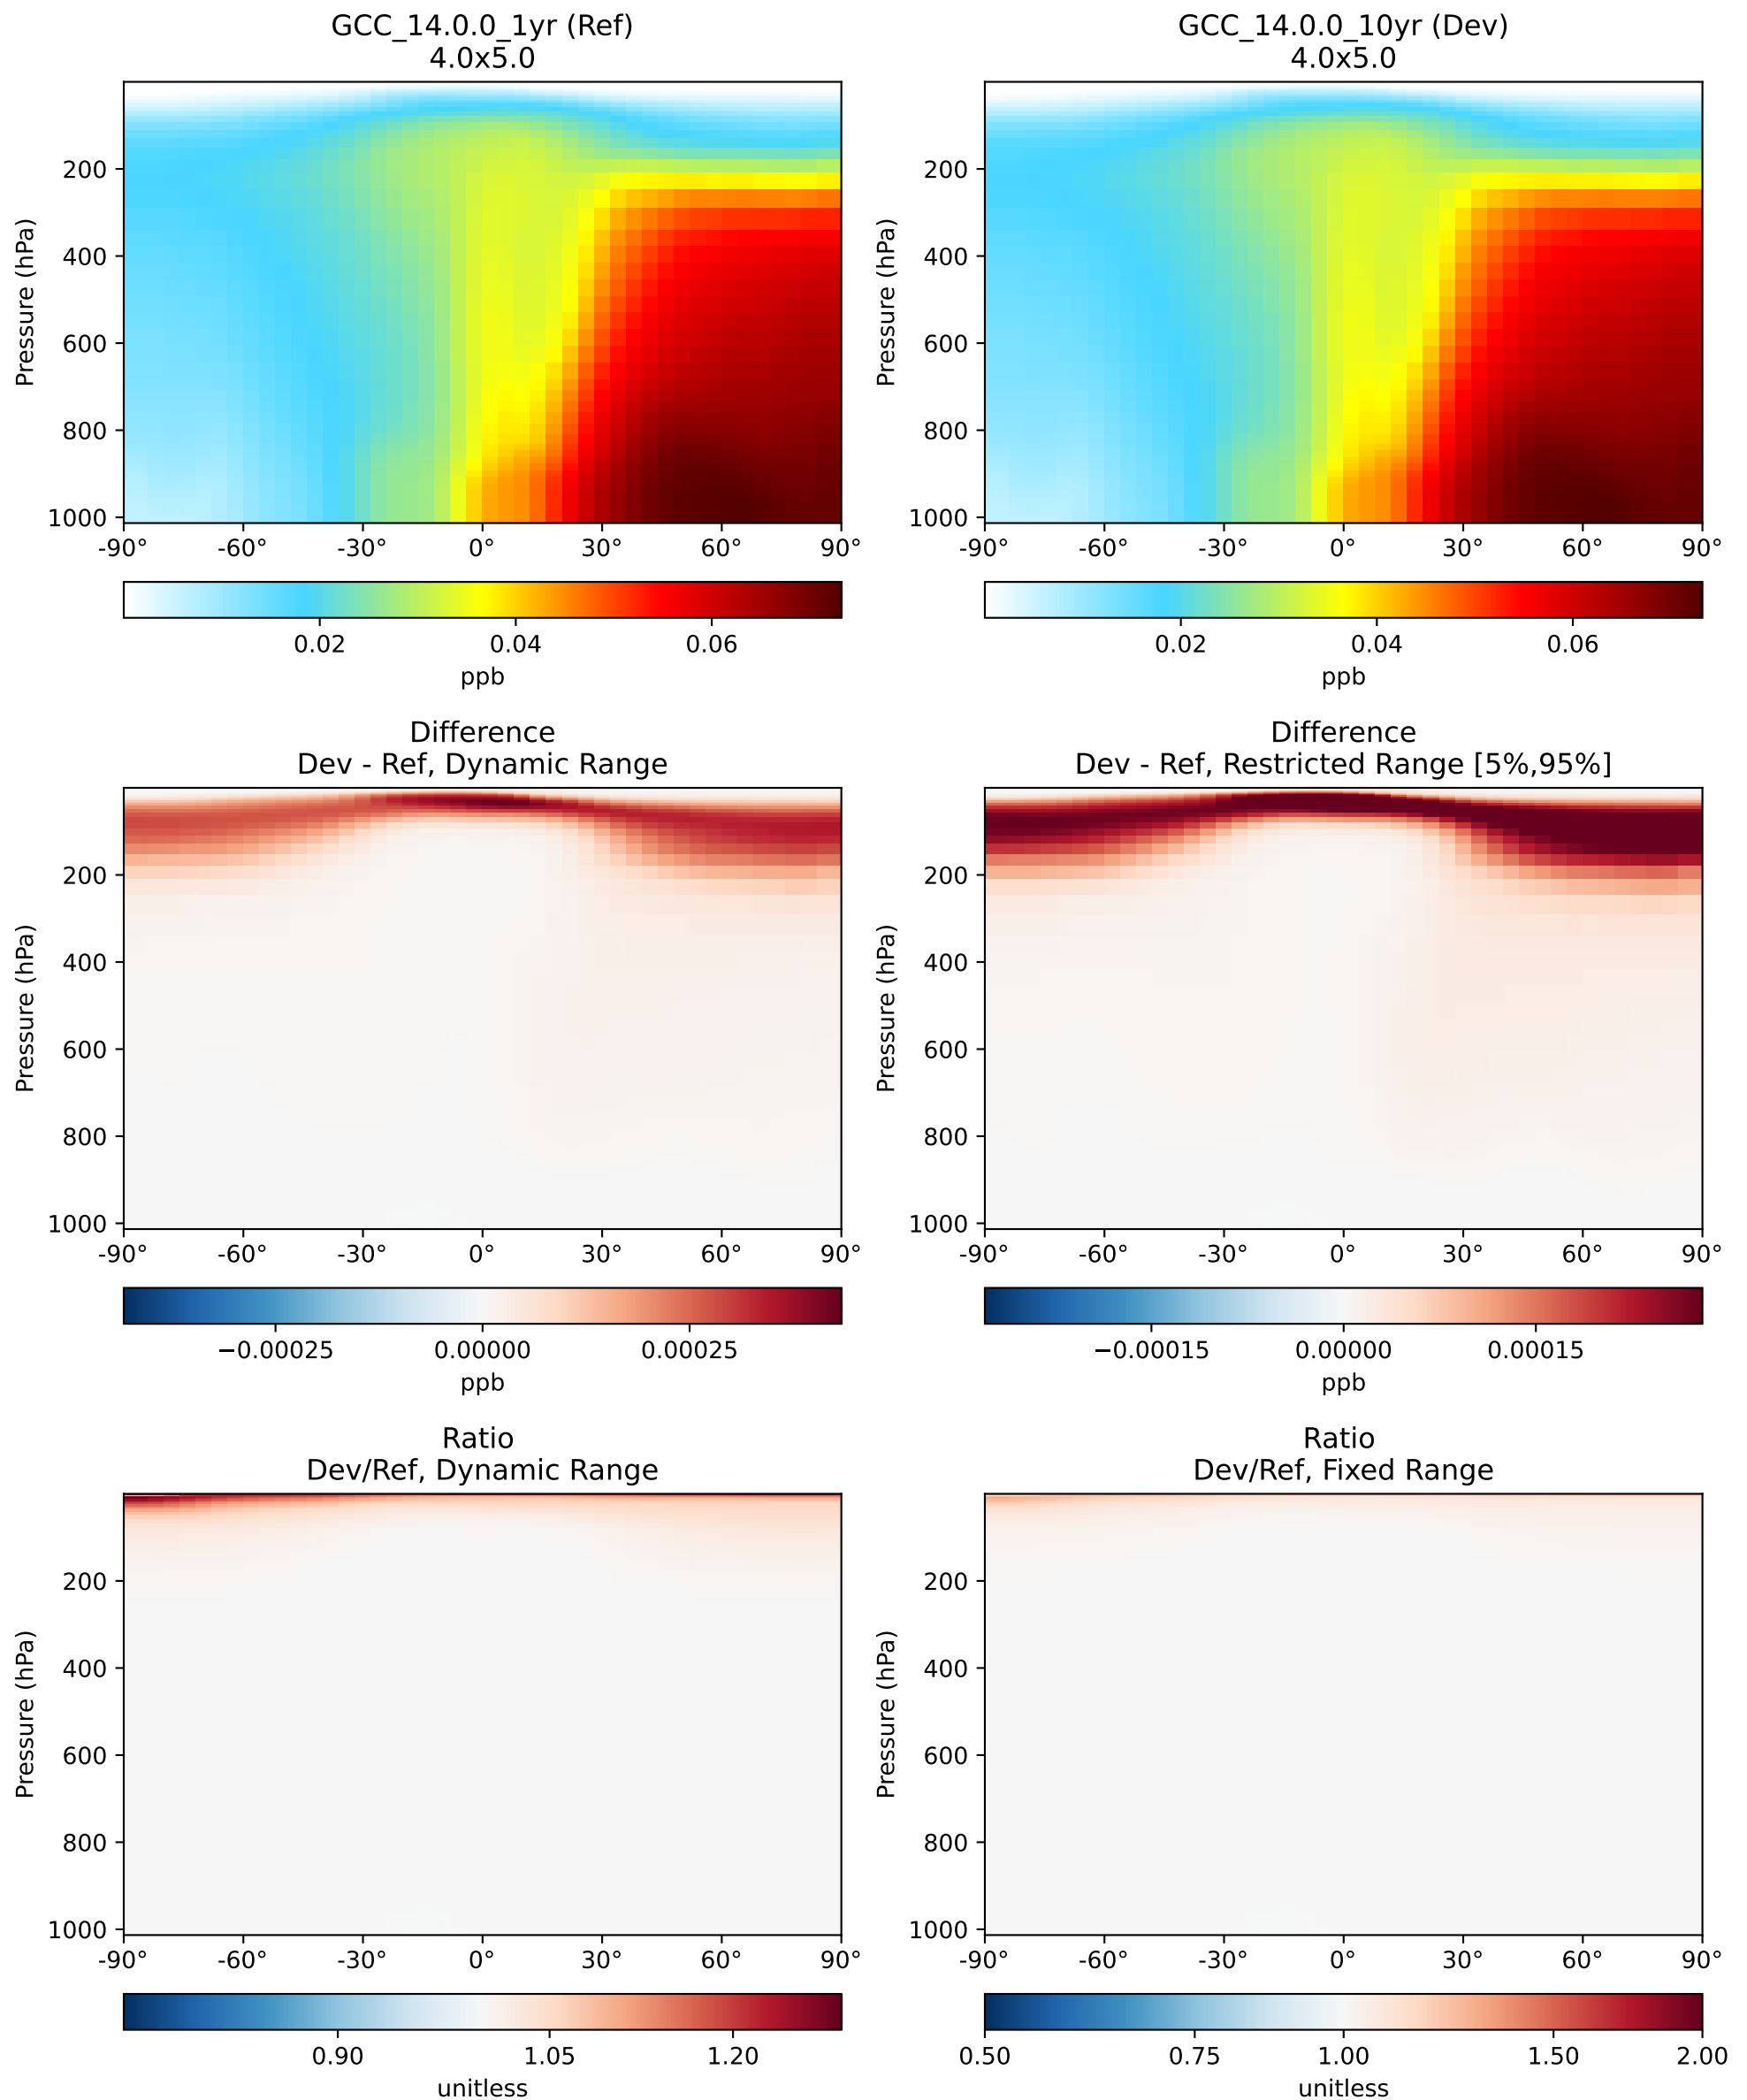 GCC_14.0.0_1yr (Ref)
4.0x5.0
Pressure (hPa)
200
400
600
800
1000
-90° -60° -30° 0° 30° 60° 90°
0.02 0.04 0.06
ppb
GCC_14.0.0_10yr (Dev)
4.0x5.0
Pressure (hPa)
200
400
600
800
1000
-90° -60° -30° 0° 30° 60° 90°
0.02 0.04 0.06
ppb
Difference
Dev - Ref, Dynamic Range
Pressure (hPa)
200
400
600
800
1000
-90° -60° -30° 0° 30° 60° 90°
−0.00025 0.00000 0.00025
ppb
Difference
Dev - Ref, Restricted Range [5%,95%]
Pressure (hPa)
200
400
600
800
1000
-90° -60° -30° 0° 30° 60° 90°
−0.00015 0.00000 0.00015
ppb
Ratio
Dev/Ref, Dynamic Range
Pressure (hPa)
200
400
600
800
1000
-90° -60° -30° 0° 30° 60° 90°
0.90 1.05 1.20
unitless
Ratio
Dev/Ref, Fixed Range
Pressure (hPa)
200
400
600
800
1000
-90° -60° -30° 0° 30° 60° 90°
0.50 0.75 1.00 1.50 2.00
unitless